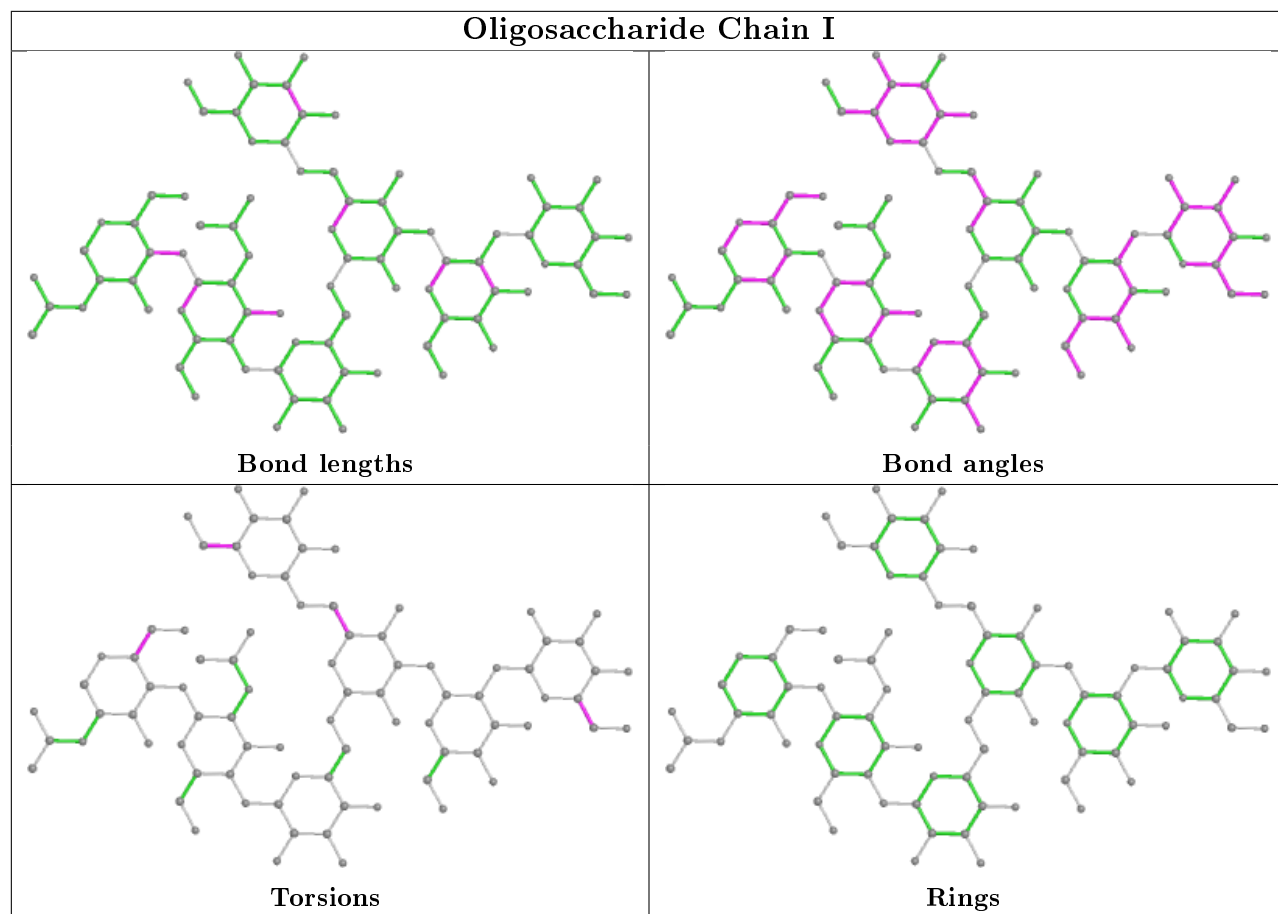 Oligosaccharide Chain I
Bond lengths
Bond angles
Torsions
Rings